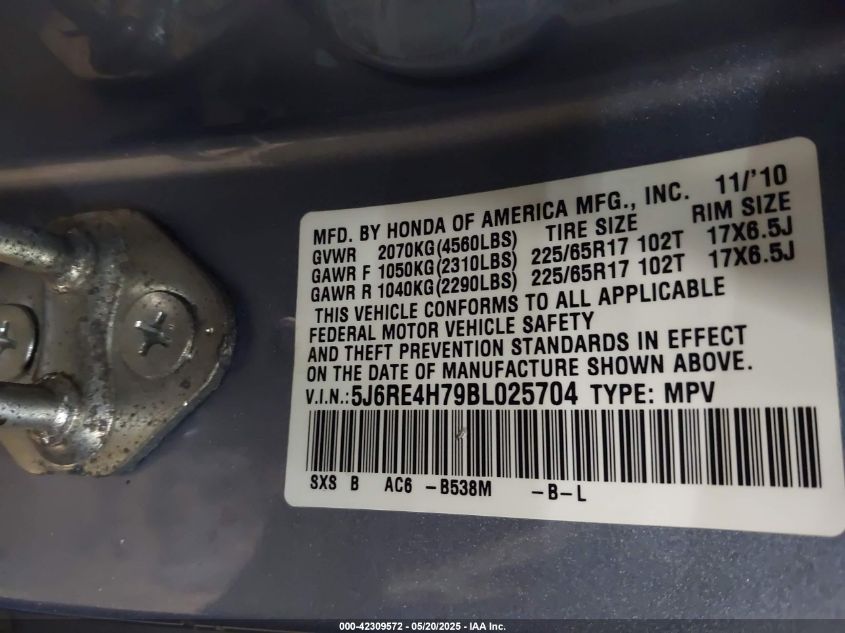 MFD. BY HONDA OF AMERICA MFG., INC. 11/'10
GVWR 2070KG(4560LBS) TIRE SIZE RIM SIZE
GAWR F 1050KG(2310LBS) 225/65R17 102T 17X6.5J
GAWR R 1040KG(2290LBS) 225/65R17 102T 17X6.5J
THIS VEHICLE CONFORMS TO ALL APPLICABLE
FEDERAL MOTOR VEHICLE SAFETY
AND THEFT PREVENTION STANDARDS IN EFFECT
ON THE DATE OF MANUFACTURE SHOWN ABOVE.
V.I.N.: 5J6RE4H79BL025704 TYPE: MPV
SXS B AC6 -B538M -B-L
000-42309572 — 05/20/2025 — IAA Inc.